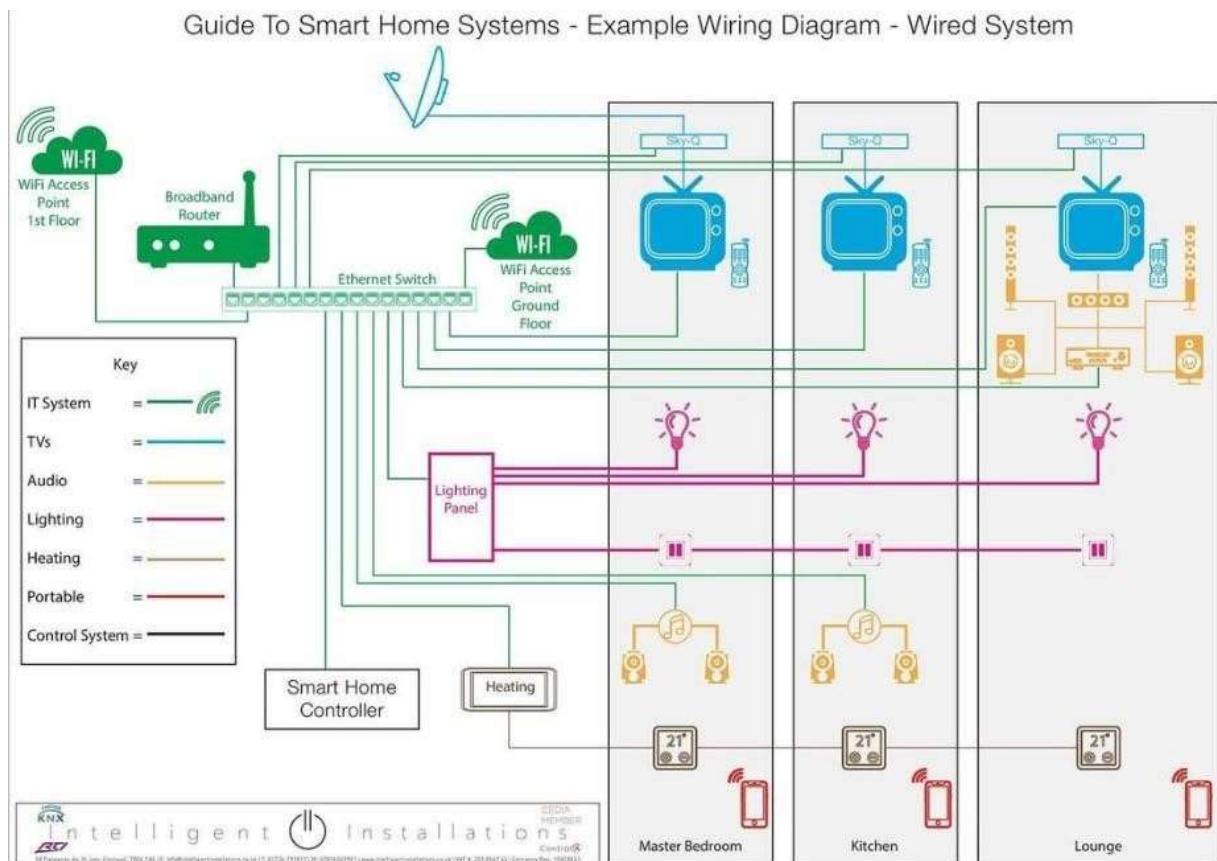 Guide To Smart Home Systems - Example Wiring Diagram - Wired System
WI-FI
WiFi Access
Point
1st Floor
Broadband
Router
WI-FI
WiFi Access
Point
Ground
Floor
Ethernet Switch
Sky-Q
Sky-Q
Sky-Q
Key
IT System =
TVs =
Audio =
Lighting =
Heating =
Portable =
Control System =
Lighting
Panel
Smart Home
Controller
Heating
21°
21°
21°
Master Bedroom
Kitchen
Lounge
KNX
RTI
Intelligent Installations
CEDIA
MEMBER
Control4